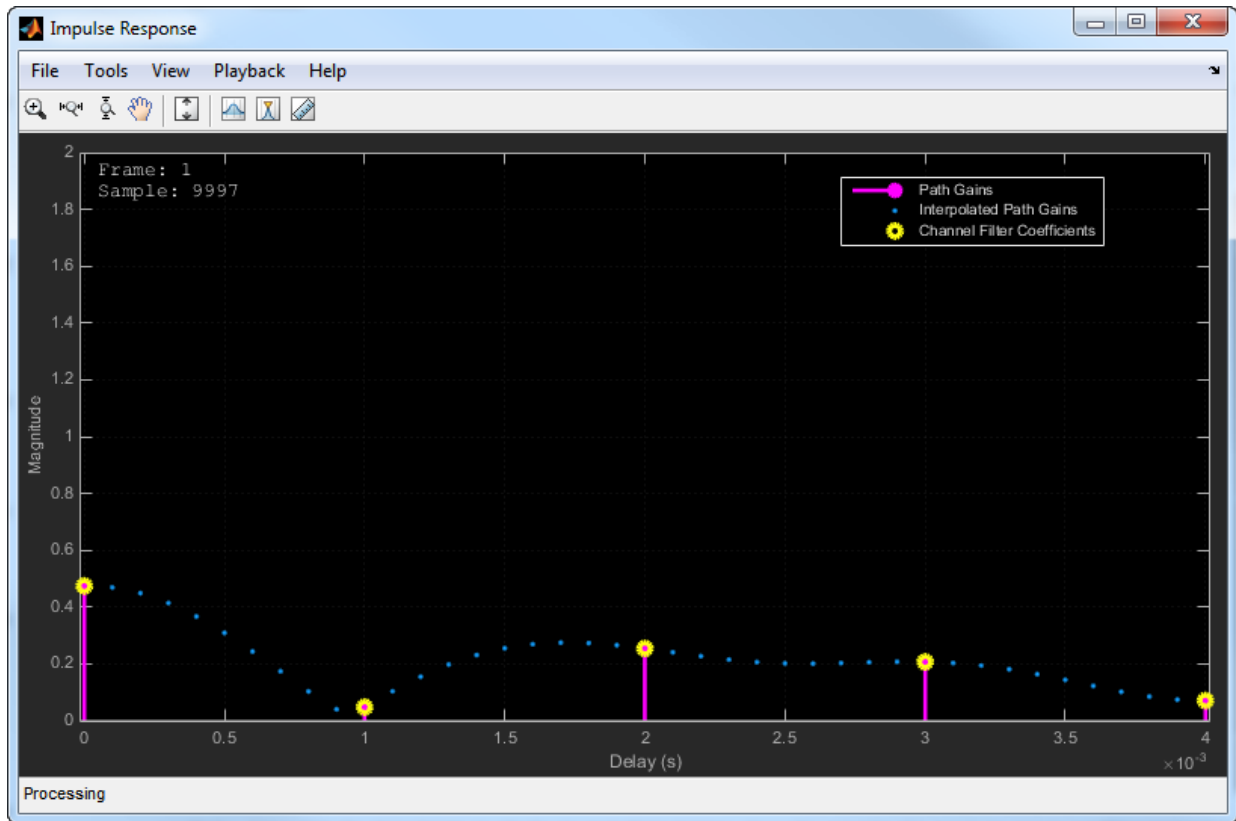 Impulse Response
File Tools View Playback Help
Frame: 1
Sample: 9997
Path Gains
Interpolated Path Gains
Channel Filter Coefficients
Magnitude
2
1.8
1.6
1.4
1.2
1
0.8
0.6
0.4
0.2
0
0 0.5 1 1.5 2 2.5 3 3.5 4
Delay (s)
×10⁻³
Processing